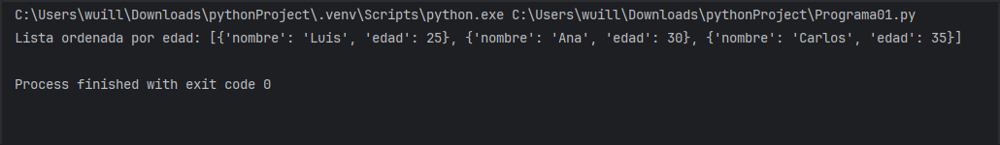 C:\Users\wuill\Downloads\pythonProject\.venv\Scripts\python.exe C:\Users\wuill\Downloads\pythonProject\Programa01.py
Lista ordenada por edad: [{'nombre': 'Luis', 'edad': 25}, {'nombre': 'Ana', 'edad': 30}, {'nombre': 'Carlos', 'edad': 35}]
Process finished with exit code 0